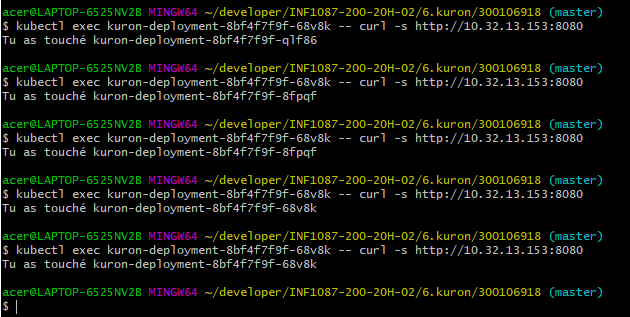 acer@LAPTOP-6525NV2B MINGW64 ~/developer/INF1087-200-20H-02/6.kuron/300106918 (master)
$ kubectl exec kuron-deployment-8bf4f7f9f-68v8k -- curl -s http://10.32.13.153:8080
Tu as touché kuron-deployment-8bf4f7f9f-qlf86
acer@LAPTOP-6525NV2B MINGW64 ~/developer/INF1087-200-20H-02/6.kuron/300106918 (master)
$ kubectl exec kuron-deployment-8bf4f7f9f-68v8k -- curl -s http://10.32.13.153:8080
Tu as touché kuron-deployment-8bf4f7f9f-8fpqf
acer@LAPTOP-6525NV2B MINGW64 ~/developer/INF1087-200-20H-02/6.kuron/300106918 (master)
$ kubectl exec kuron-deployment-8bf4f7f9f-68v8k -- curl -s http://10.32.13.153:8080
Tu as touché kuron-deployment-8bf4f7f9f-8fpqf
acer@LAPTOP-6525NV2B MINGW64 ~/developer/INF1087-200-20H-02/6.kuron/300106918 (master)
$ kubectl exec kuron-deployment-8bf4f7f9f-68v8k -- curl -s http://10.32.13.153:8080
Tu as touché kuron-deployment-8bf4f7f9f-68v8k
acer@LAPTOP-6525NV2B MINGW64 ~/developer/INF1087-200-20H-02/6.kuron/300106918 (master)
$ kubectl exec kuron-deployment-8bf4f7f9f-68v8k -- curl -s http://10.32.13.153:8080
Tu as touché kuron-deployment-8bf4f7f9f-68v8k
acer@LAPTOP-6525NV2B MINGW64 ~/developer/INF1087-200-20H-02/6.kuron/300106918 (master)
$